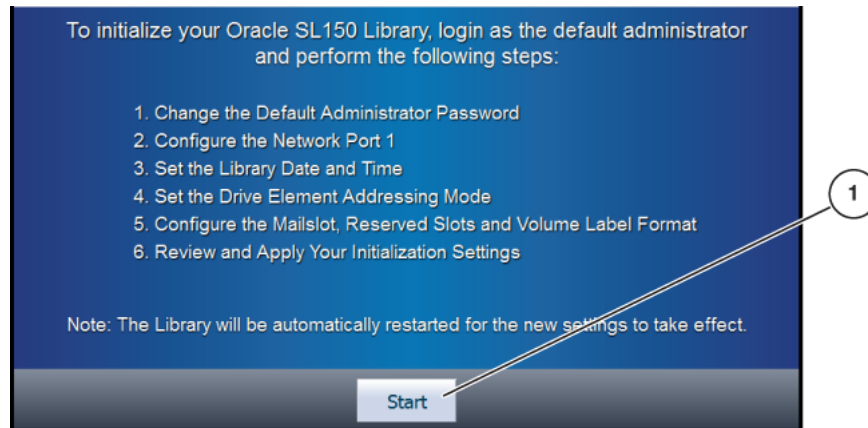 To initialize your Oracle SL150 Library, login as the default administrator
and perform the following steps:
1. Change the Default Administrator Password
2. Configure the Network Port 1
3. Set the Library Date and Time
4. Set the Drive Element Addressing Mode
5. Configure the Mailslot, Reserved Slots and Volume Label Format
6. Review and Apply Your Initialization Settings
1
Note: The Library will be automatically restarted for the new settings to take effect.
Start